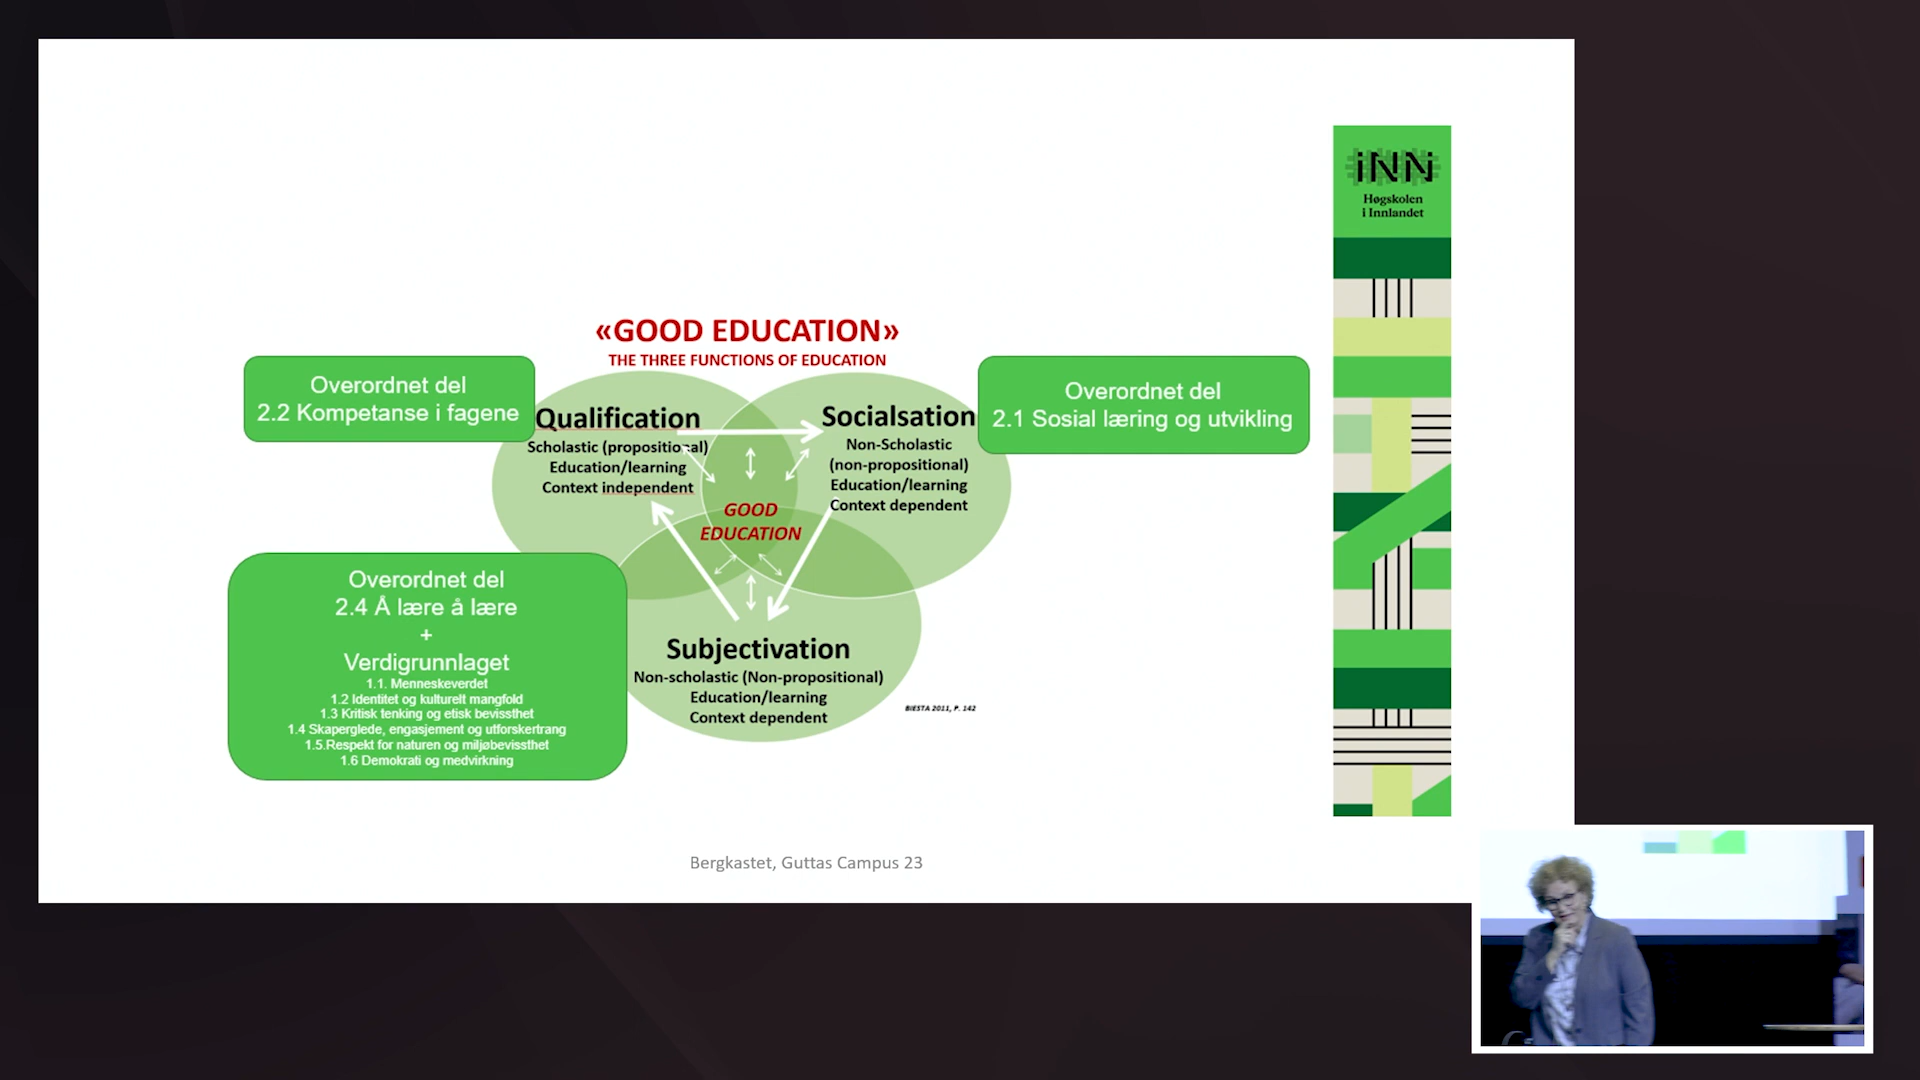 iNN
Høgskolen
i Innlandet
«GOOD EDUCATION»
THE THREE FUNCTIONS OF EDUCATION
Overordnet del
2.2 Kompetanse i fagene
Qualification
Scholastic (propositional)
Education/learning
Context independent
Socialsation
Non-Scholastic
(non-propositional)
Education/learning
Context dependent
Overordnet del
2.1 Sosial læring og utvikling
GOOD
EDUCATION
Overordnet del
2.4 Å lære å lære
+
Verdigrunnlaget
1.1. Menneskeverdet
1.2 Identitet og kulturelt mangfold
1.3 Kritisk tenking og etisk bevissthet
1.4 Skaperglede, engasjement og utforskertrang
1.5.Respekt for naturen og miljøbevissthet
1.6 Demokrati og medvirkning
Subjectivation
Non-scholastic (Non-propositional)
Education/learning
Context dependent
BIESTA 2011, P. 142
Bergkastet, Guttas Campus 23